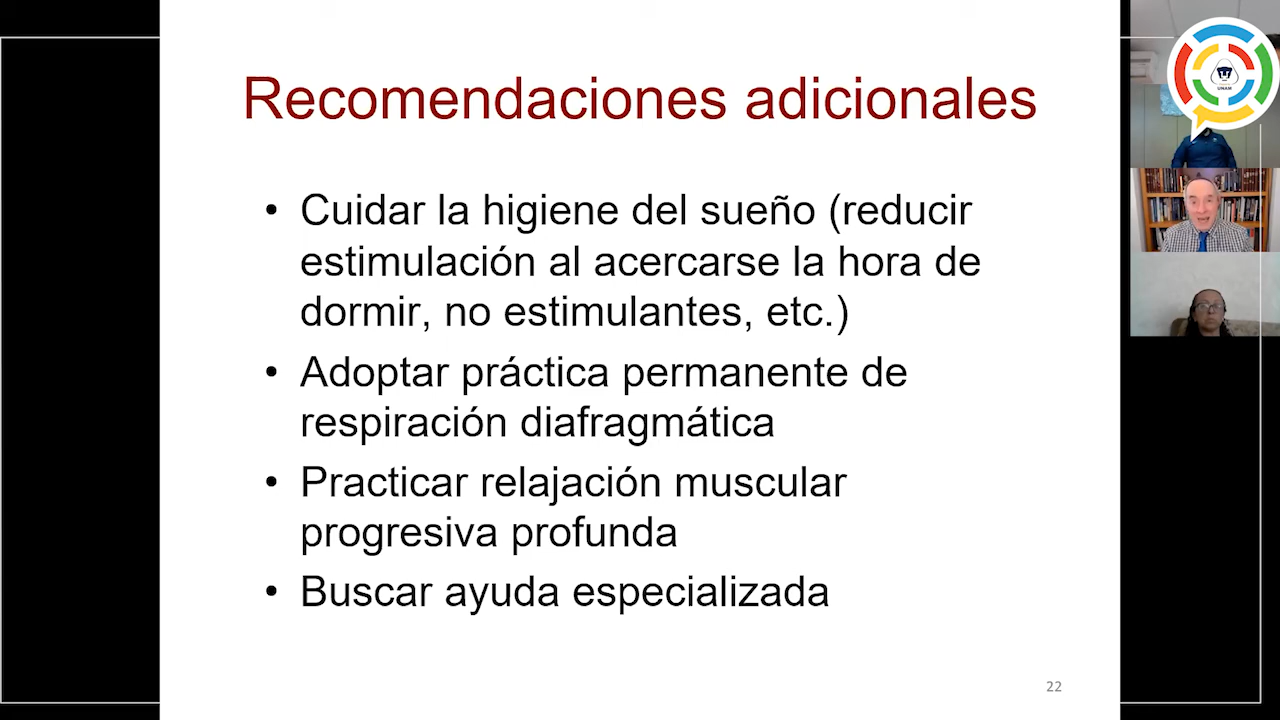 Recomendaciones adicionales
• Cuidar la higiene del sueño (reducir
estimulación al acercarse la hora de
dormir, no estimulantes, etc.)
• Adoptar práctica permanente de
respiración diafragmática
• Practicar relajación muscular
progresiva profunda
• Buscar ayuda especializada
22
UNAM